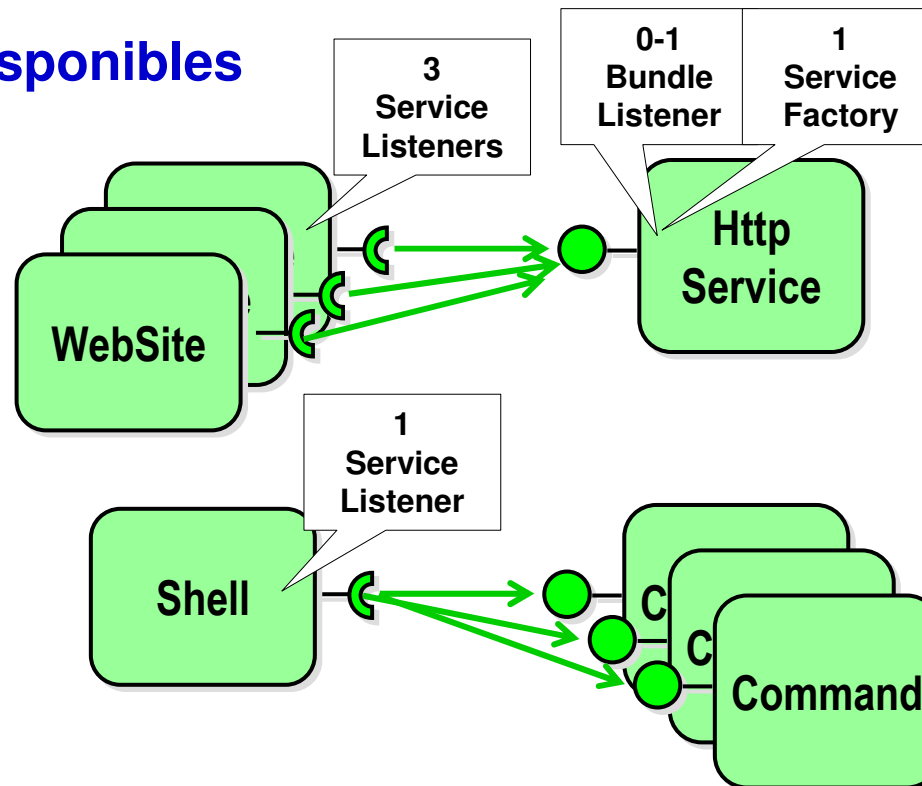 sponibles
3
Service
Listeners
0-1
Bundle
Listener
1
Service
Factory
Http
Service
WebSite
1
Service
Listener
Shell
C
C
Command